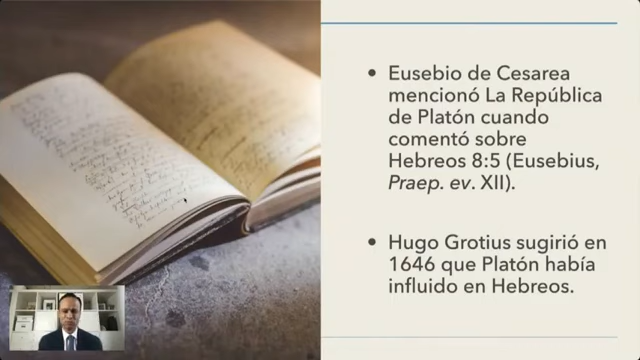 • Eusebio de Cesarea
mencionó La República
de Platón cuando
comentó sobre
Hebreos 8:5 (Eusebius,
Praep. ev. XII).
• Hugo Grotius sugirió en
1646 que Platón había
influido en Hebreos.